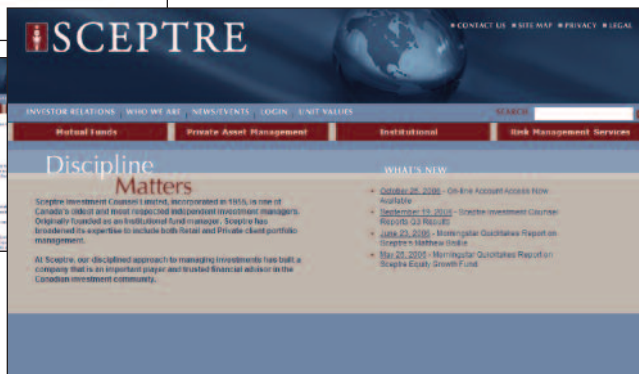 SCEPTRE
CONTACT US SITE MAP PRIVACY LEGAL
INVESTOR RELATIONS WHO WE ARE NEWS/EVENTS LOGIN UNIT VALUES
SEARCH
Mutual Funds Private Asset Management Institutional Risk Management Services
Discipline
Matters
Sceptre Investment Counsel Limited, incorporated in 1955, is one of
Canada's oldest and most respected independent investment managers.
Originally founded as an Institutional fund manager, Sceptre has
broadened its expertise to include both Retail and Private client portfolio
management.
At Sceptre, our disciplined approach to managing investments has built a
company that is an important player and trusted financial advisor in the
Canadian investment community.
WHAT'S NEW
October 26, 2006 - On-line Account Access Now
Available
September 19, 2006 - Sceptre Investment Counsel
Reports Q3 Results
June 23, 2006 - Morningstar Quicktakes Report on
Sceptre's Matthew
May 26, 2006 - Morningstar Quicktakes Report on
Sceptre Equity Growth Fund